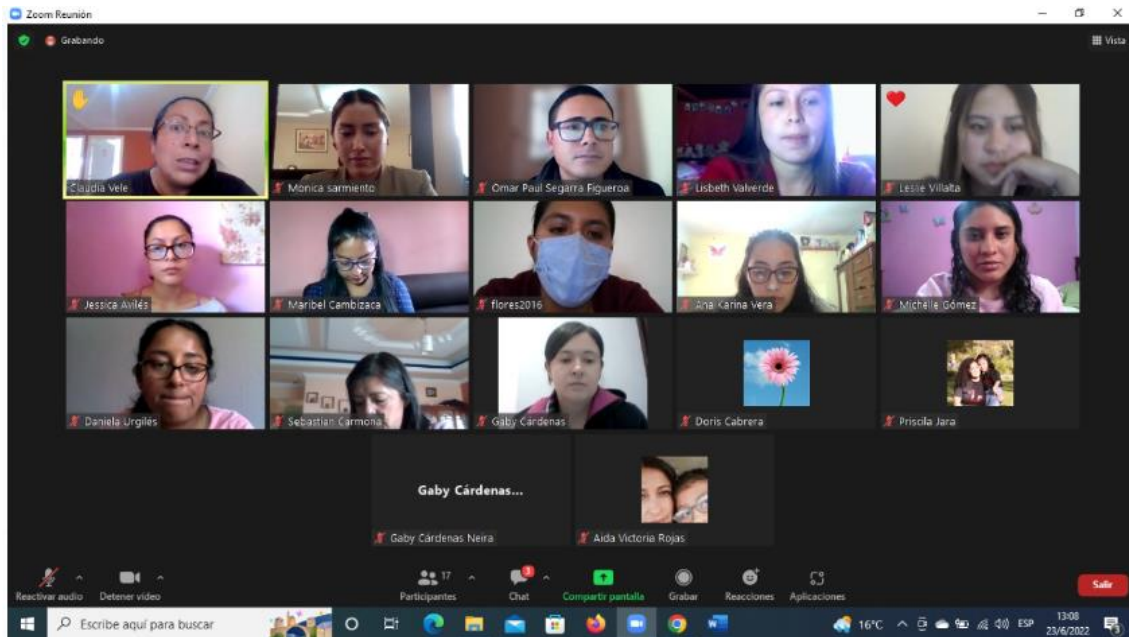 Zoom Reunión
Grabando
Vista
Claudia Vele
Monica sarmiento
Omar Paul Segarra Figueroa
Lisbeth Valverde
Leslie Villalta
Jessica Avilés
Maribel Cambizaca
flores2016
Ana Karina Vera
Michelle Gómez
Daniela Urgilés
Sebastian Carmona
Gaby Cárdenas
Doris Cabrera
Priscila Jara
Gaby Cárdenas...
Gaby Cárdenas Neira
Aida Victoria Rojas
Reactivar audio
Detener video
17
Participantes
3
Chat
Compartir pantalla
Grabar
Reacciones
Aplicaciones
Salir
Escribe aquí para buscar
16°C
ESP
13:08
23/6/2022